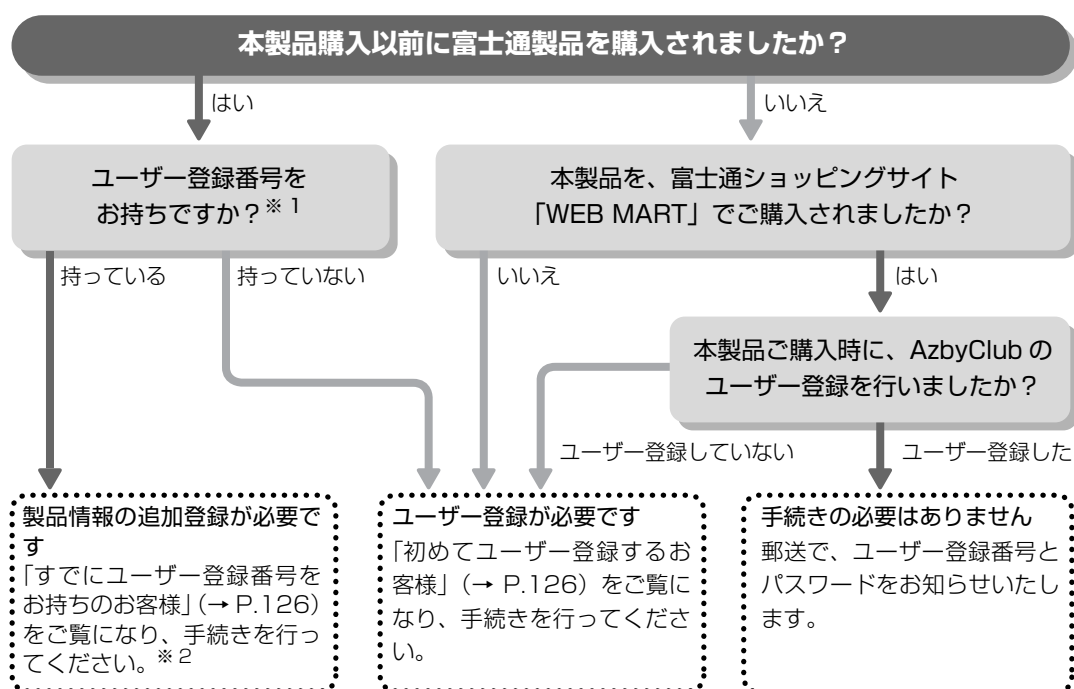 本製品購入以前に富士通製品を購入されましたか？
はい
いいえ
ユーザー登録番号を
お持ちですか？※1
本製品を、富士通ショッピングサイト
「WEB MART」でご購入されましたか？
持っている
持っていない
いいえ
はい
本製品ご購入時に、AzbyClub の
ユーザー登録を行いましたか？
ユーザー登録していない
ユーザー登録した
製品情報の追加登録が必要で
す
「すでにユーザー登録番号を
お持ちのお客様」（→ P.126）
をご覧になり、手続きを行っ
てください。※2
ユーザー登録が必要です
「初めてユーザー登録するお
客様」（→ P.126）をご覧に
なり、手続きを行ってくださ
い。
手続きの必要はありません
郵送で、ユーザー登録番号と
パスワードをお知らせいたし
ます。